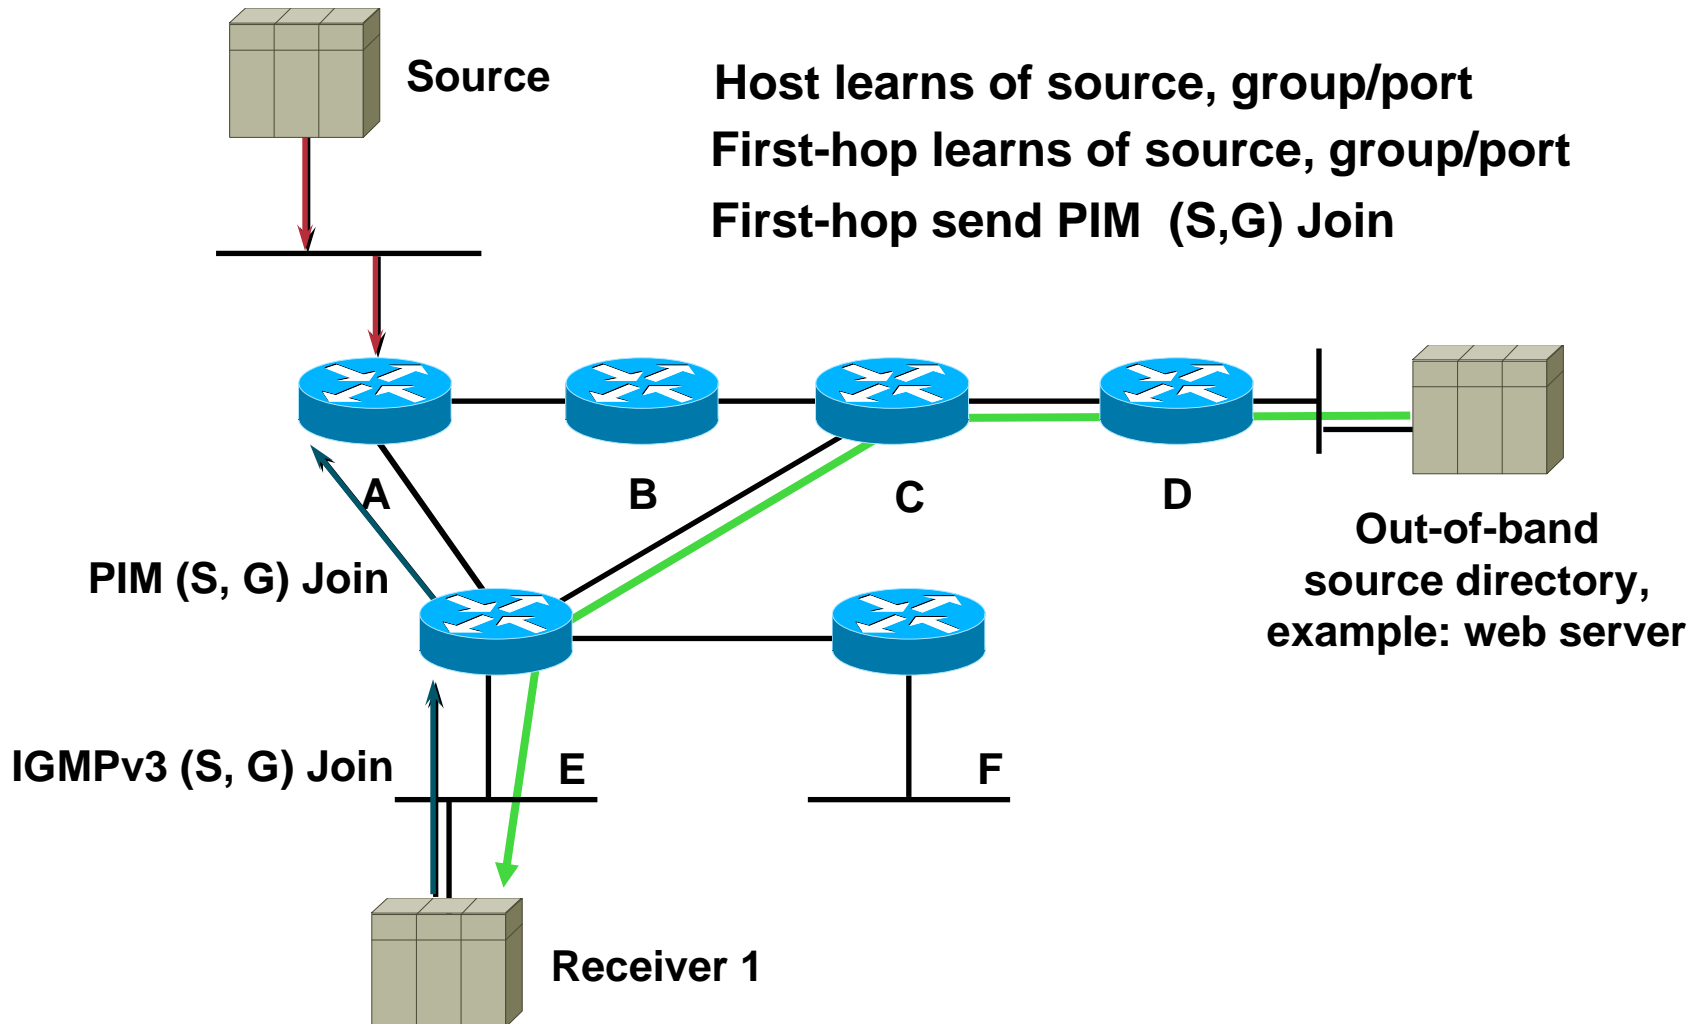 Source
Host learns of source, group/port
First-hop learns of source, group/port
First-hop send PIM  (S,G) Join
A
B
C
D
Out-of-band
source directory,
example: web server
PIM (S, G) Join
IGMPv3 (S, G) Join
E
F
Receiver 1